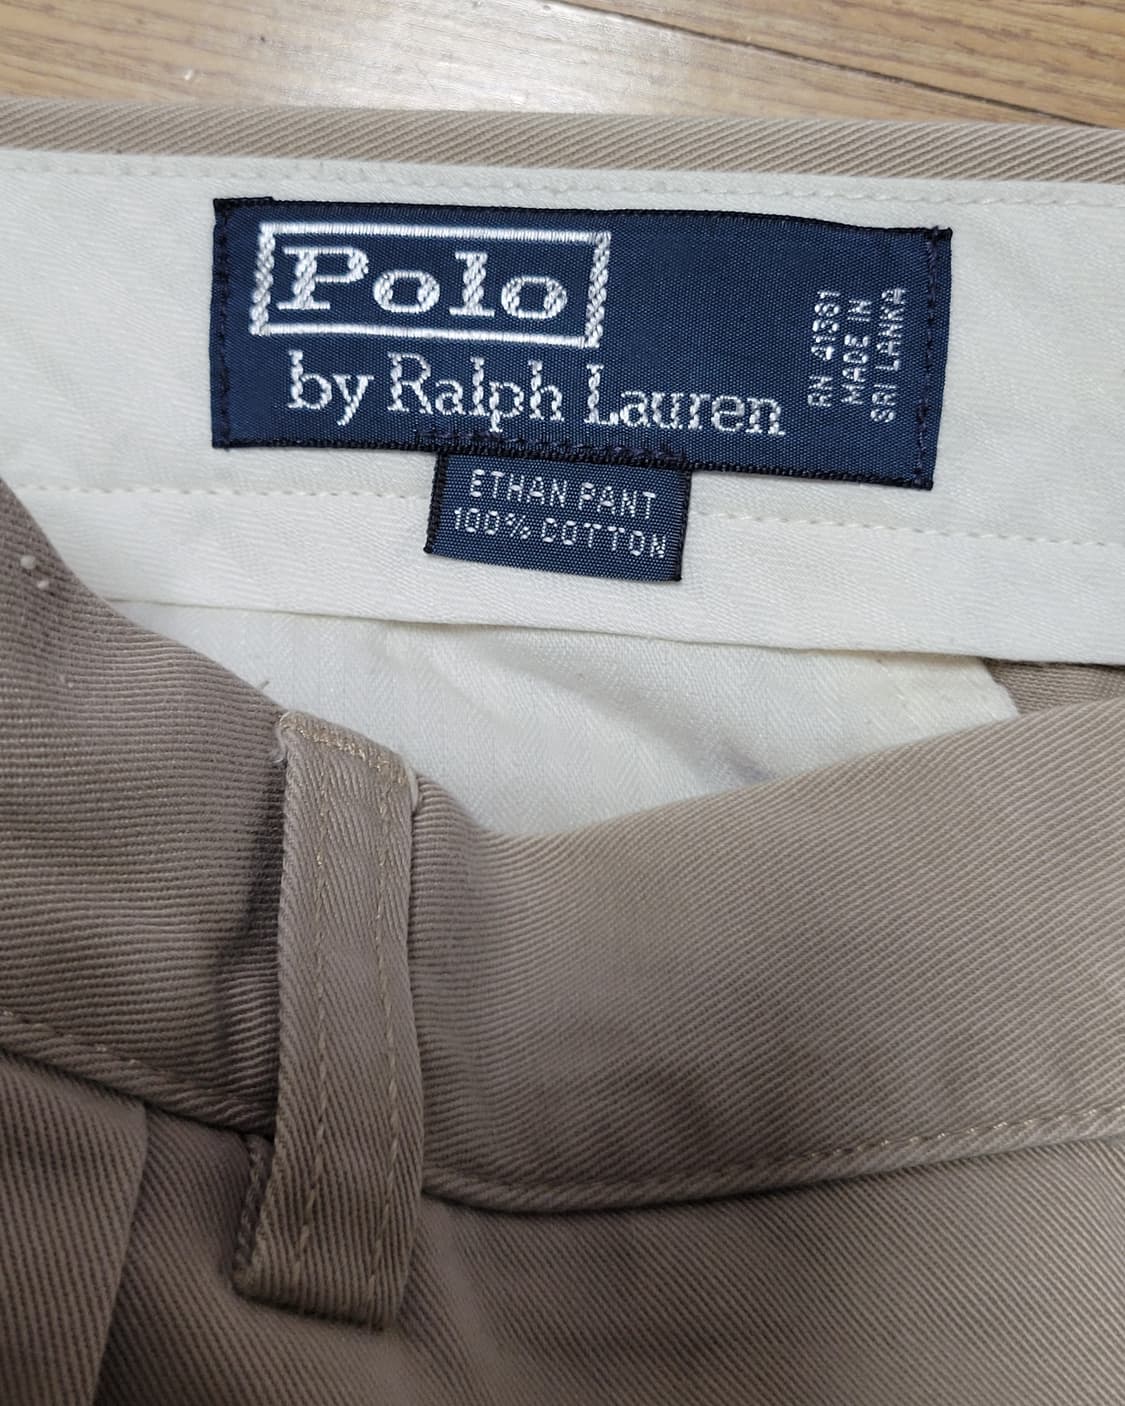 Polo
by Ralph Lauren
RN 41381
MADE IN
SRI LANKA
ETHAN PANT
100% COTTON